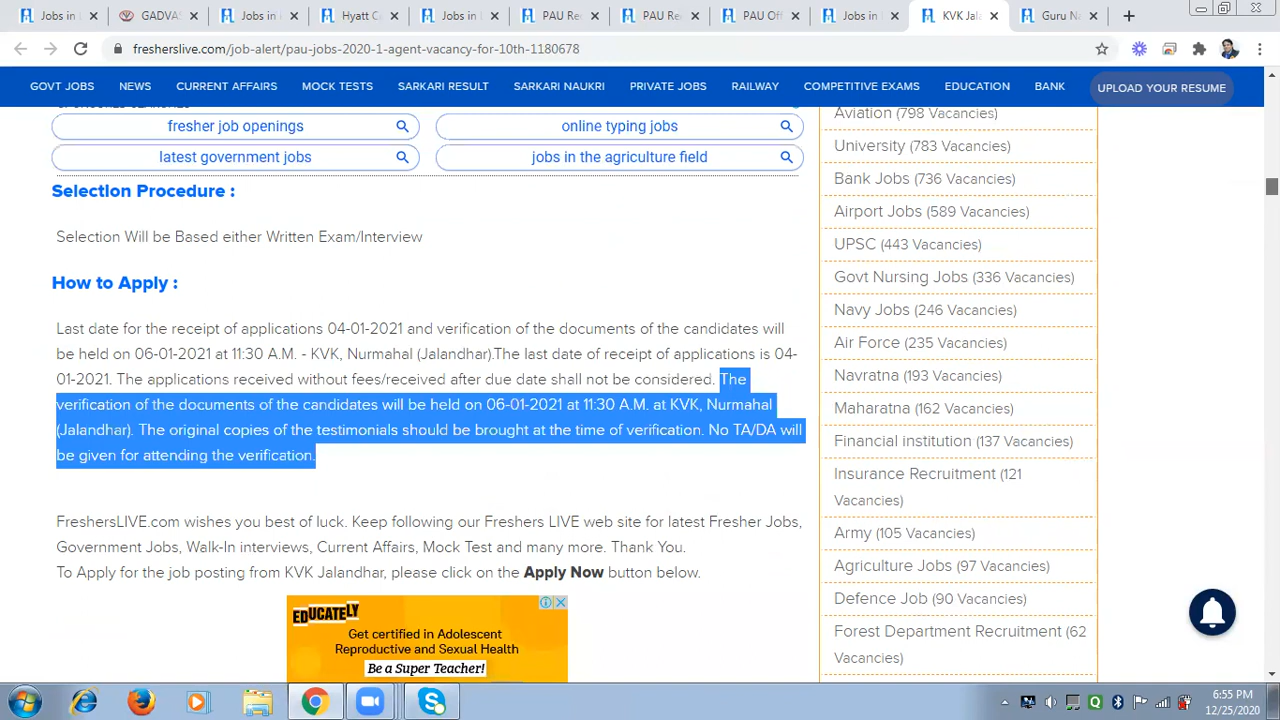 Jobs in L
GADVAS
Jobs in L
Hyatt Co
Jobs in L
PAU Rec
PAU Rec
PAU Off
Jobs in L
KVK Jala
Guru Na
fresherslive.com/job-alert/pau-jobs-2020-1-agent-vacancy-for-10th-1180678
GOVT JOBS NEWS CURRENT AFFAIRS MOCK TESTS SARKARI RESULT SARKARI NAUKRI PRIVATE JOBS RAILWAY COMPETITIVE EXAMS EDUCATION BANK UPLOAD YOUR RESUME
SPONSORED SEARCHES
fresher job openings
online typing jobs
latest government jobs
jobs in the agriculture field
Selection Procedure :
Selection Will be Based either Written Exam/Interview
How to Apply :
Last date for the receipt of applications 04-01-2021 and verification of the documents of the candidates will
be held on 06-01-2021 at 11:30 A.M. - KVK, Nurmahal (Jalandhar).The last date of receipt of applications is 04-
01-2021. The applications received without fees/received after due date shall not be considered. The
verification of the documents of the candidates will be held on 06-01-2021 at 11:30 A.M. at KVK, Nurmahal
(Jalandhar). The original copies of the testimonials should be brought at the time of verification. No TA/DA will
be given for attending the verification.
FreshersLIVE.com wishes you best of luck. Keep following our Freshers LIVE web site for latest Fresher Jobs,
Government Jobs, Walk-In interviews, Current Affairs, Mock Test and many more. Thank You.
To Apply for the job posting from KVK Jalandhar, please click on the Apply Now button below.
EDUCATELY
Get certified in Adolescent
Reproductive and Sexual Health
Be a Super Teacher!
Aviation (798 Vacancies)
University (783 Vacancies)
Bank Jobs (736 Vacancies)
Airport Jobs (589 Vacancies)
UPSC (443 Vacancies)
Govt Nursing Jobs (336 Vacancies)
Navy Jobs (246 Vacancies)
Air Force (235 Vacancies)
Navratna (193 Vacancies)
Maharatna (162 Vacancies)
Financial institution (137 Vacancies)
Insurance Recruitment (121
Vacancies)
Army (105 Vacancies)
Agriculture Jobs (97 Vacancies)
Defence Job (90 Vacancies)
Forest Department Recruitment (62
Vacancies)
6:55 PM
12/25/2020